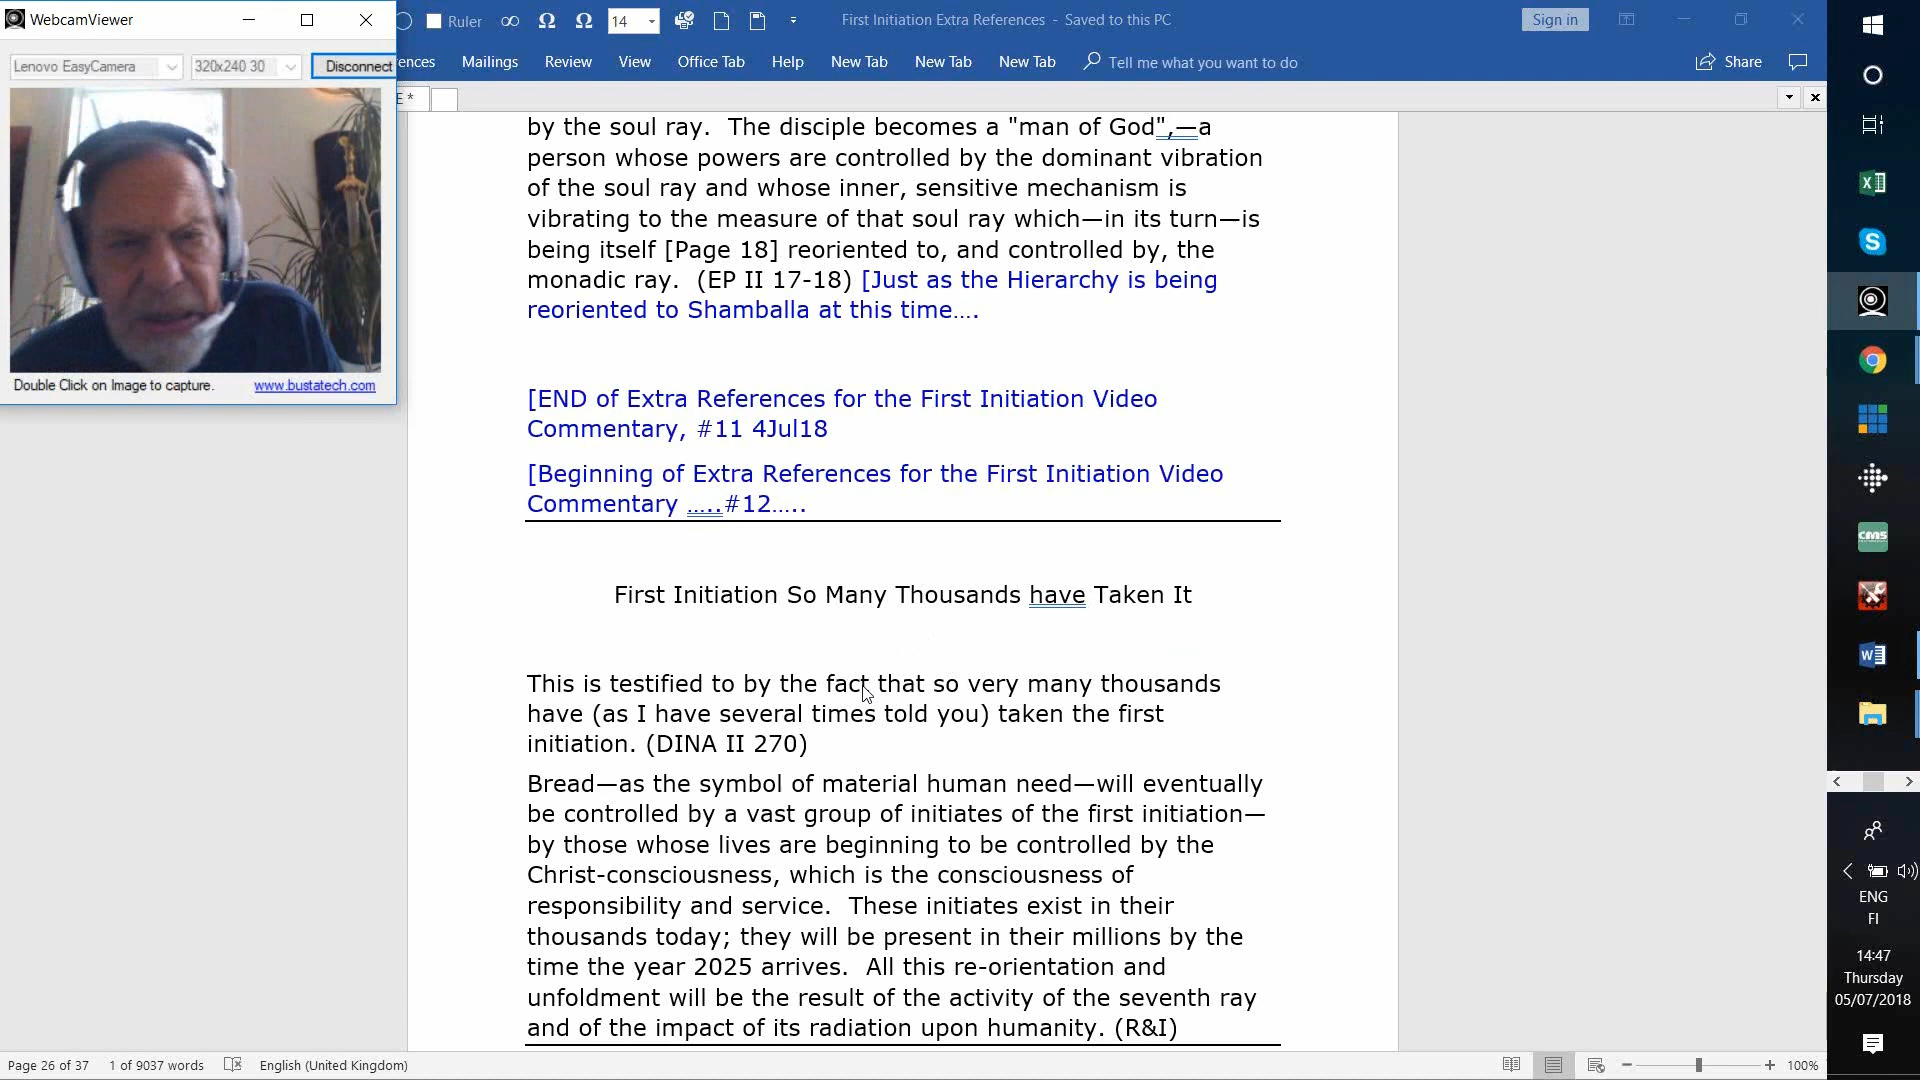 WebcamViewer
Lenovo EasyCamera
320x240 30
Disconnect
Double Click on Image to capture.
www.bustatech.com
Ruler
14
First Initiation Extra References - Saved to this PC
Sign in
ences
Mailings
Review
View
Office Tab
Help
New Tab
New Tab
New Tab
Tell me what you want to do
Share
E *
by the soul ray. The disciple becomes a "man of God",—a
person whose powers are controlled by the dominant vibration
of the soul ray and whose inner, sensitive mechanism is
vibrating to the measure of that soul ray which—in its turn—is
being itself [Page 18] reoriented to, and controlled by, the
monadic ray. (EP II 17-18) [Just as the Hierarchy is being
reoriented to Shamballa at this time….
[END of Extra References for the First Initiation Video
Commentary, #11 4Jul18
[Beginning of Extra References for the First Initiation Video
Commentary …..#12…..
First Initiation So Many Thousands have Taken It
This is testified to by the fact that so very many thousands
have (as I have several times told you) taken the first
initiation. (DINA II 270)
Bread—as the symbol of material human need—will eventually
be controlled by a vast group of initiates of the first initiation—
by those whose lives are beginning to be controlled by the
Christ-consciousness, which is the consciousness of
responsibility and service. These initiates exist in their
thousands today; they will be present in their millions by the
time the year 2025 arrives. All this re-orientation and
unfoldment will be the result of the activity of the seventh ray
and of the impact of its radiation upon humanity. (R&I)
Page 26 of 37
1 of 9037 words
English (United Kingdom)
100%
cms
ENG
FI
14:47
Thursday
05/07/2018